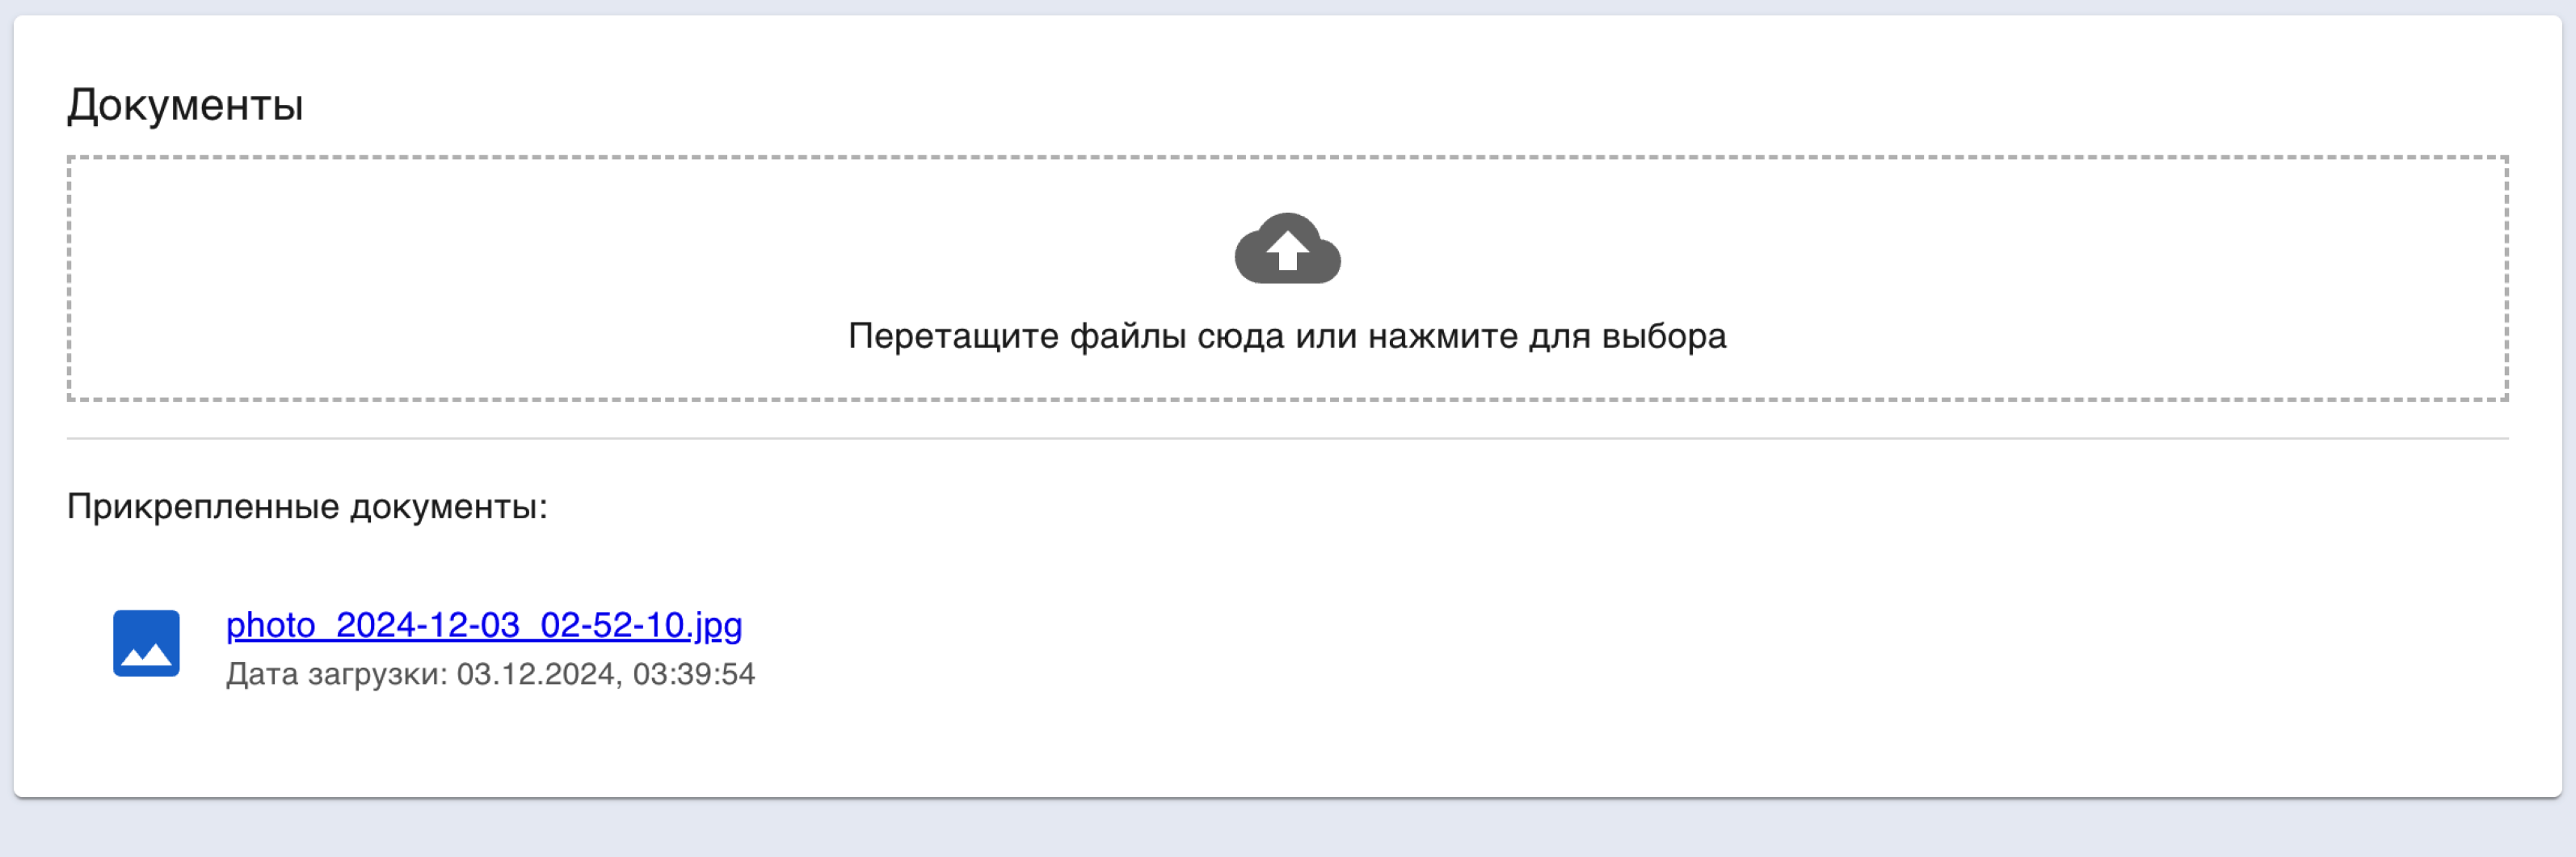 Документы
Перетащите файлы сюда или нажмите для выбора
Прикрепленные документы:
photo_2024-12-03_02-52-10.jpg
Дата загрузки: 03.12.2024, 03:39:54